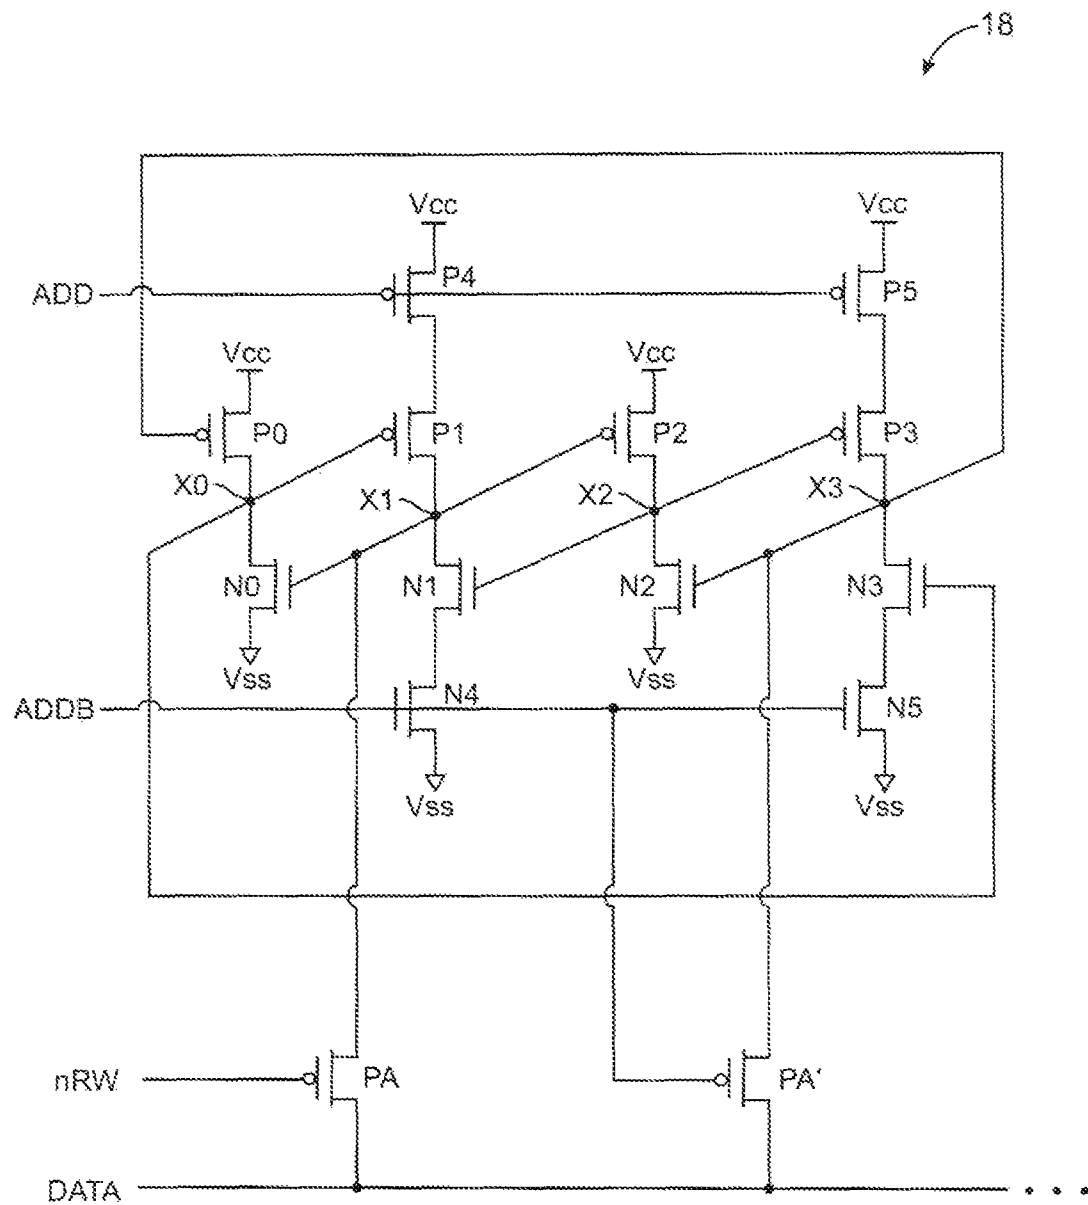 18
Vcc
Vcc
ADD
P4
P5
Vcc
Vcc
P0
P1
P2
P3
X0
X1
X2
X3
N0
N1
N2
N3
Vss
Vss
ADDB
N4
N5
Vss
Vss
nRW
PA
PA'
DATA